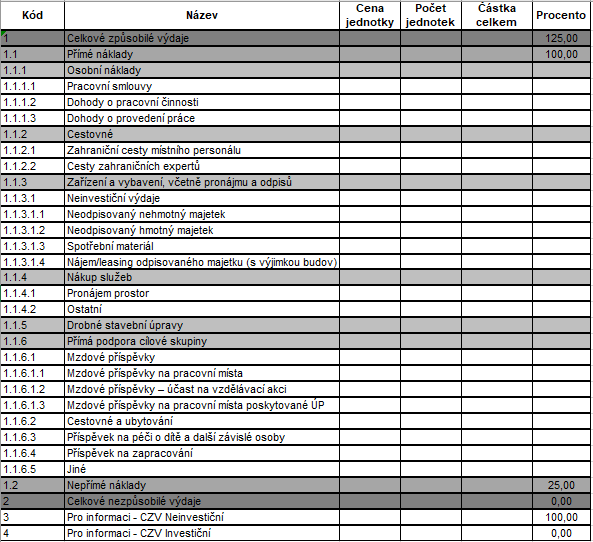 Kód Název Cena jednotky Počet jednotek Částka celkem Procento
1 Celkové způsobilé výdaje 125,00
1.1 Přímé náklady 100,00
1.1.1 Osobní náklady
1.1.1.1 Pracovní smlouvy
1.1.1.2 Dohody o pracovní činnosti
1.1.1.3 Dohody o provedení práce
1.1.2 Cestovné
1.1.2.1 Zahraniční cesty místního personálu
1.1.2.2 Cesty zahraničních expertů
1.1.3 Zařízení a vybavení, včetně pronájmu a odpisů
1.1.3.1 Neinvestiční výdaje
1.1.3.1.1 Neodpisovaný nehmotný majetek
1.1.3.1.2 Neodpisovaný hmotný majetek
1.1.3.1.3 Spotřební materiál
1.1.3.1.4 Nájem/leasing odpisovaného majetku (s výjimkou budov)
1.1.4 Nákup služeb
1.1.4.1 Pronájem prostor
1.1.4.2 Ostatní
1.1.5 Drobné stavební úpravy
1.1.6 Přímá podpora cílové skupiny
1.1.6.1 Mzdové příspěvky
1.1.6.1.1 Mzdové příspěvky na pracovní místa
1.1.6.1.2 Mzdové příspěvky – účast na vzdělávací akci
1.1.6.1.3 Mzdové příspěvky na pracovní místa poskytované ÚP
1.1.6.2 Cestovné a ubytování
1.1.6.3 Příspěvek na péči o dítě a další závislé osoby
1.1.6.4 Příspěvek na zapracování
1.1.6.5 Jiné
1.2 Nepřímé náklady 25,00
2 Celkové nezpůsobilé výdaje 0,00
3 Pro informaci - CZV Neinvestiční 100,00
4 Pro informaci - CZV Investiční 0,00